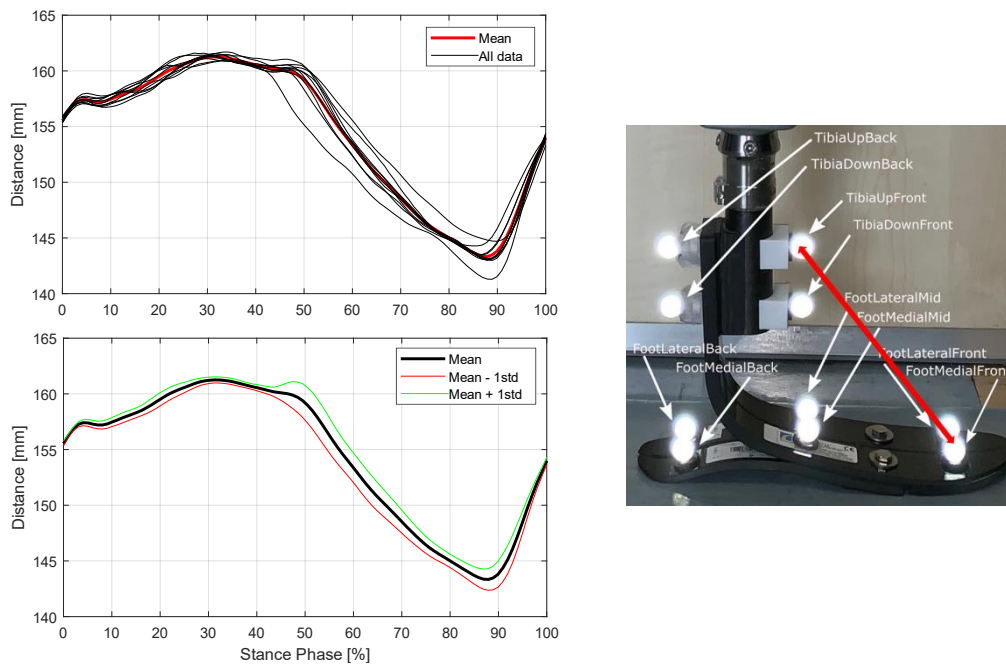 165
160
155
150
145
140
Distance [mm]
Mean
All data
0
10
20
30
40
50
60
70
80
90
100
165
160
155
150
145
140
Distance [mm]
Mean
Mean - 1std
Mean + 1std
0
10
20
30
40
50
60
70
80
90
100
Stance Phase [%]
TibiaUpBack
TibiaDownBack
TibiaUpFront
TibiaDownFront
FootLateralMid
FootMedialMid
FootLateralBack
FootMedialBack
FootLateralFront
FootMedialFron